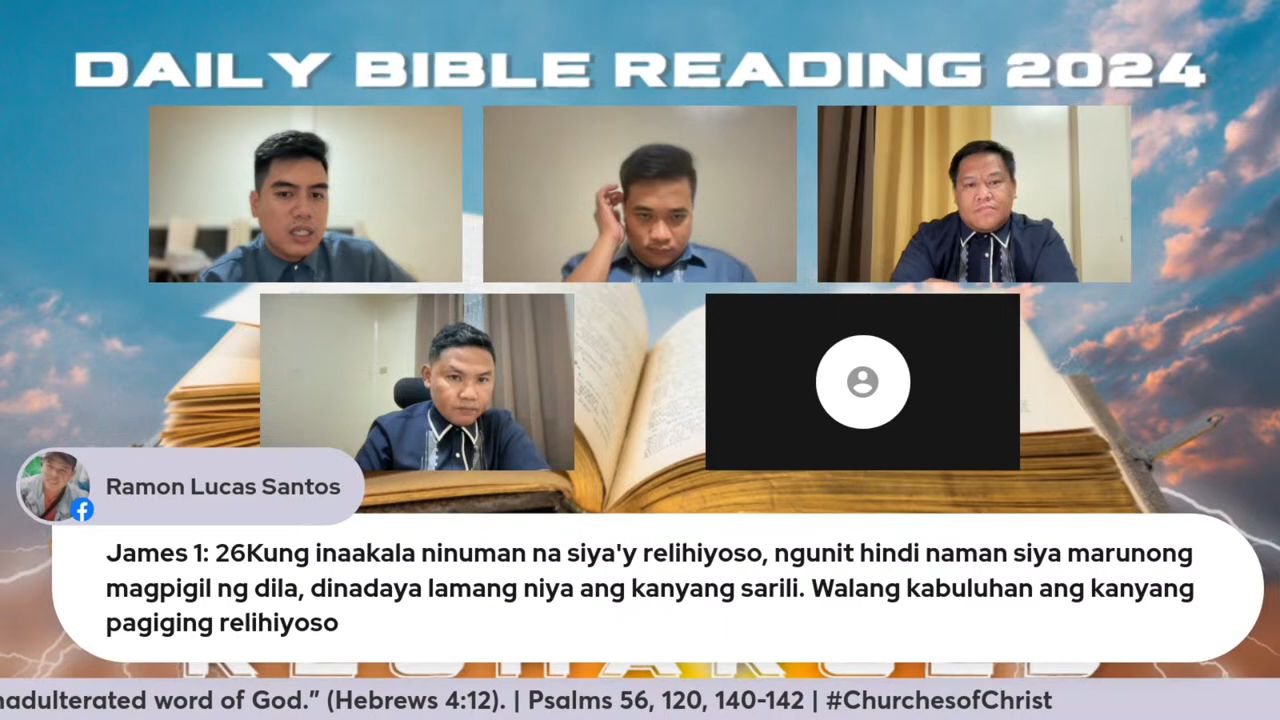 DAILY BIBLE READING 2024
Ramon Lucas Santos
James 1: 26Kung inaakala ninuman na siya'y relihiyoso, ngunit hindi naman siya marunong
magpigil ng dila, dinadaya lamang niya ang kanyang sarili. Walang kabuluhan ang kanyang
pagiging relihiyoso
word of God.” (Hebrews 4:12). | Psalms 56, 120, 140-142 | #ChurchesofChrist